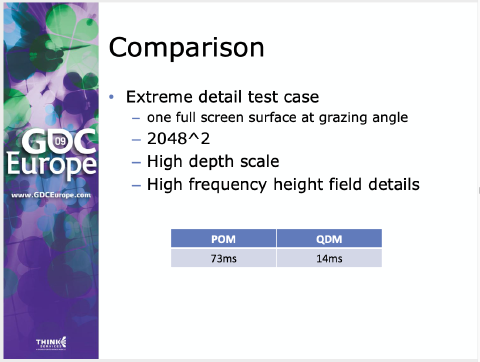 Comparison
• Extreme detail test case
– one full screen surface at grazing angle
– 2048^2
– High depth scale
– High frequency height field details
POM QDM
73ms 14ms
GDC
09
Europe
www.GDCEurope.com
THINK
SERVICES